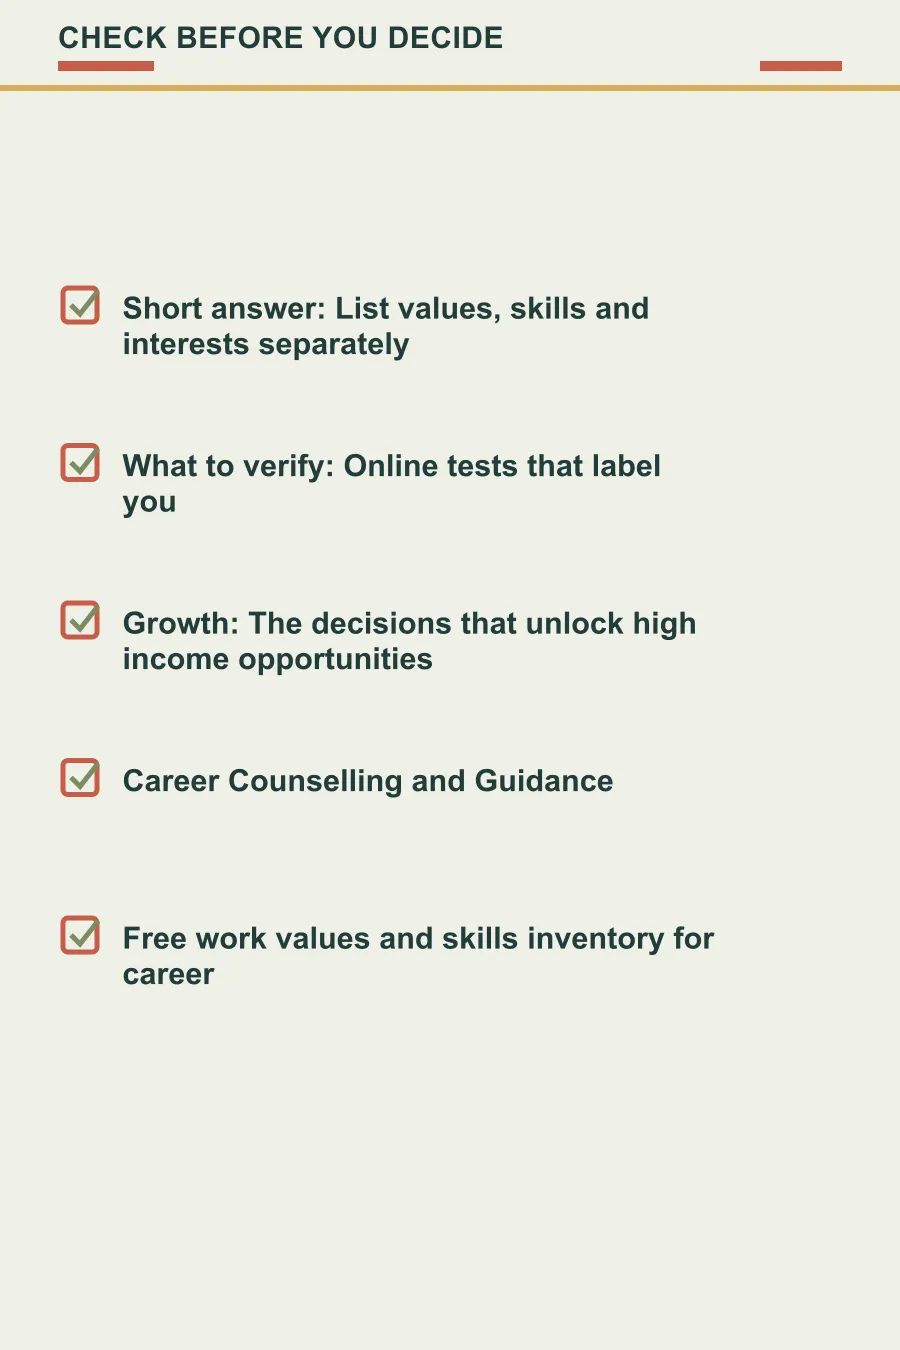 CHECK BEFORE YOU DECIDE
Short answer: List values, skills and
interests separately
What to verify: Online tests that label
you
Growth: The decisions that unlock high
income opportunities
Career Counselling and Guidance
Free work values and skills inventory for
career